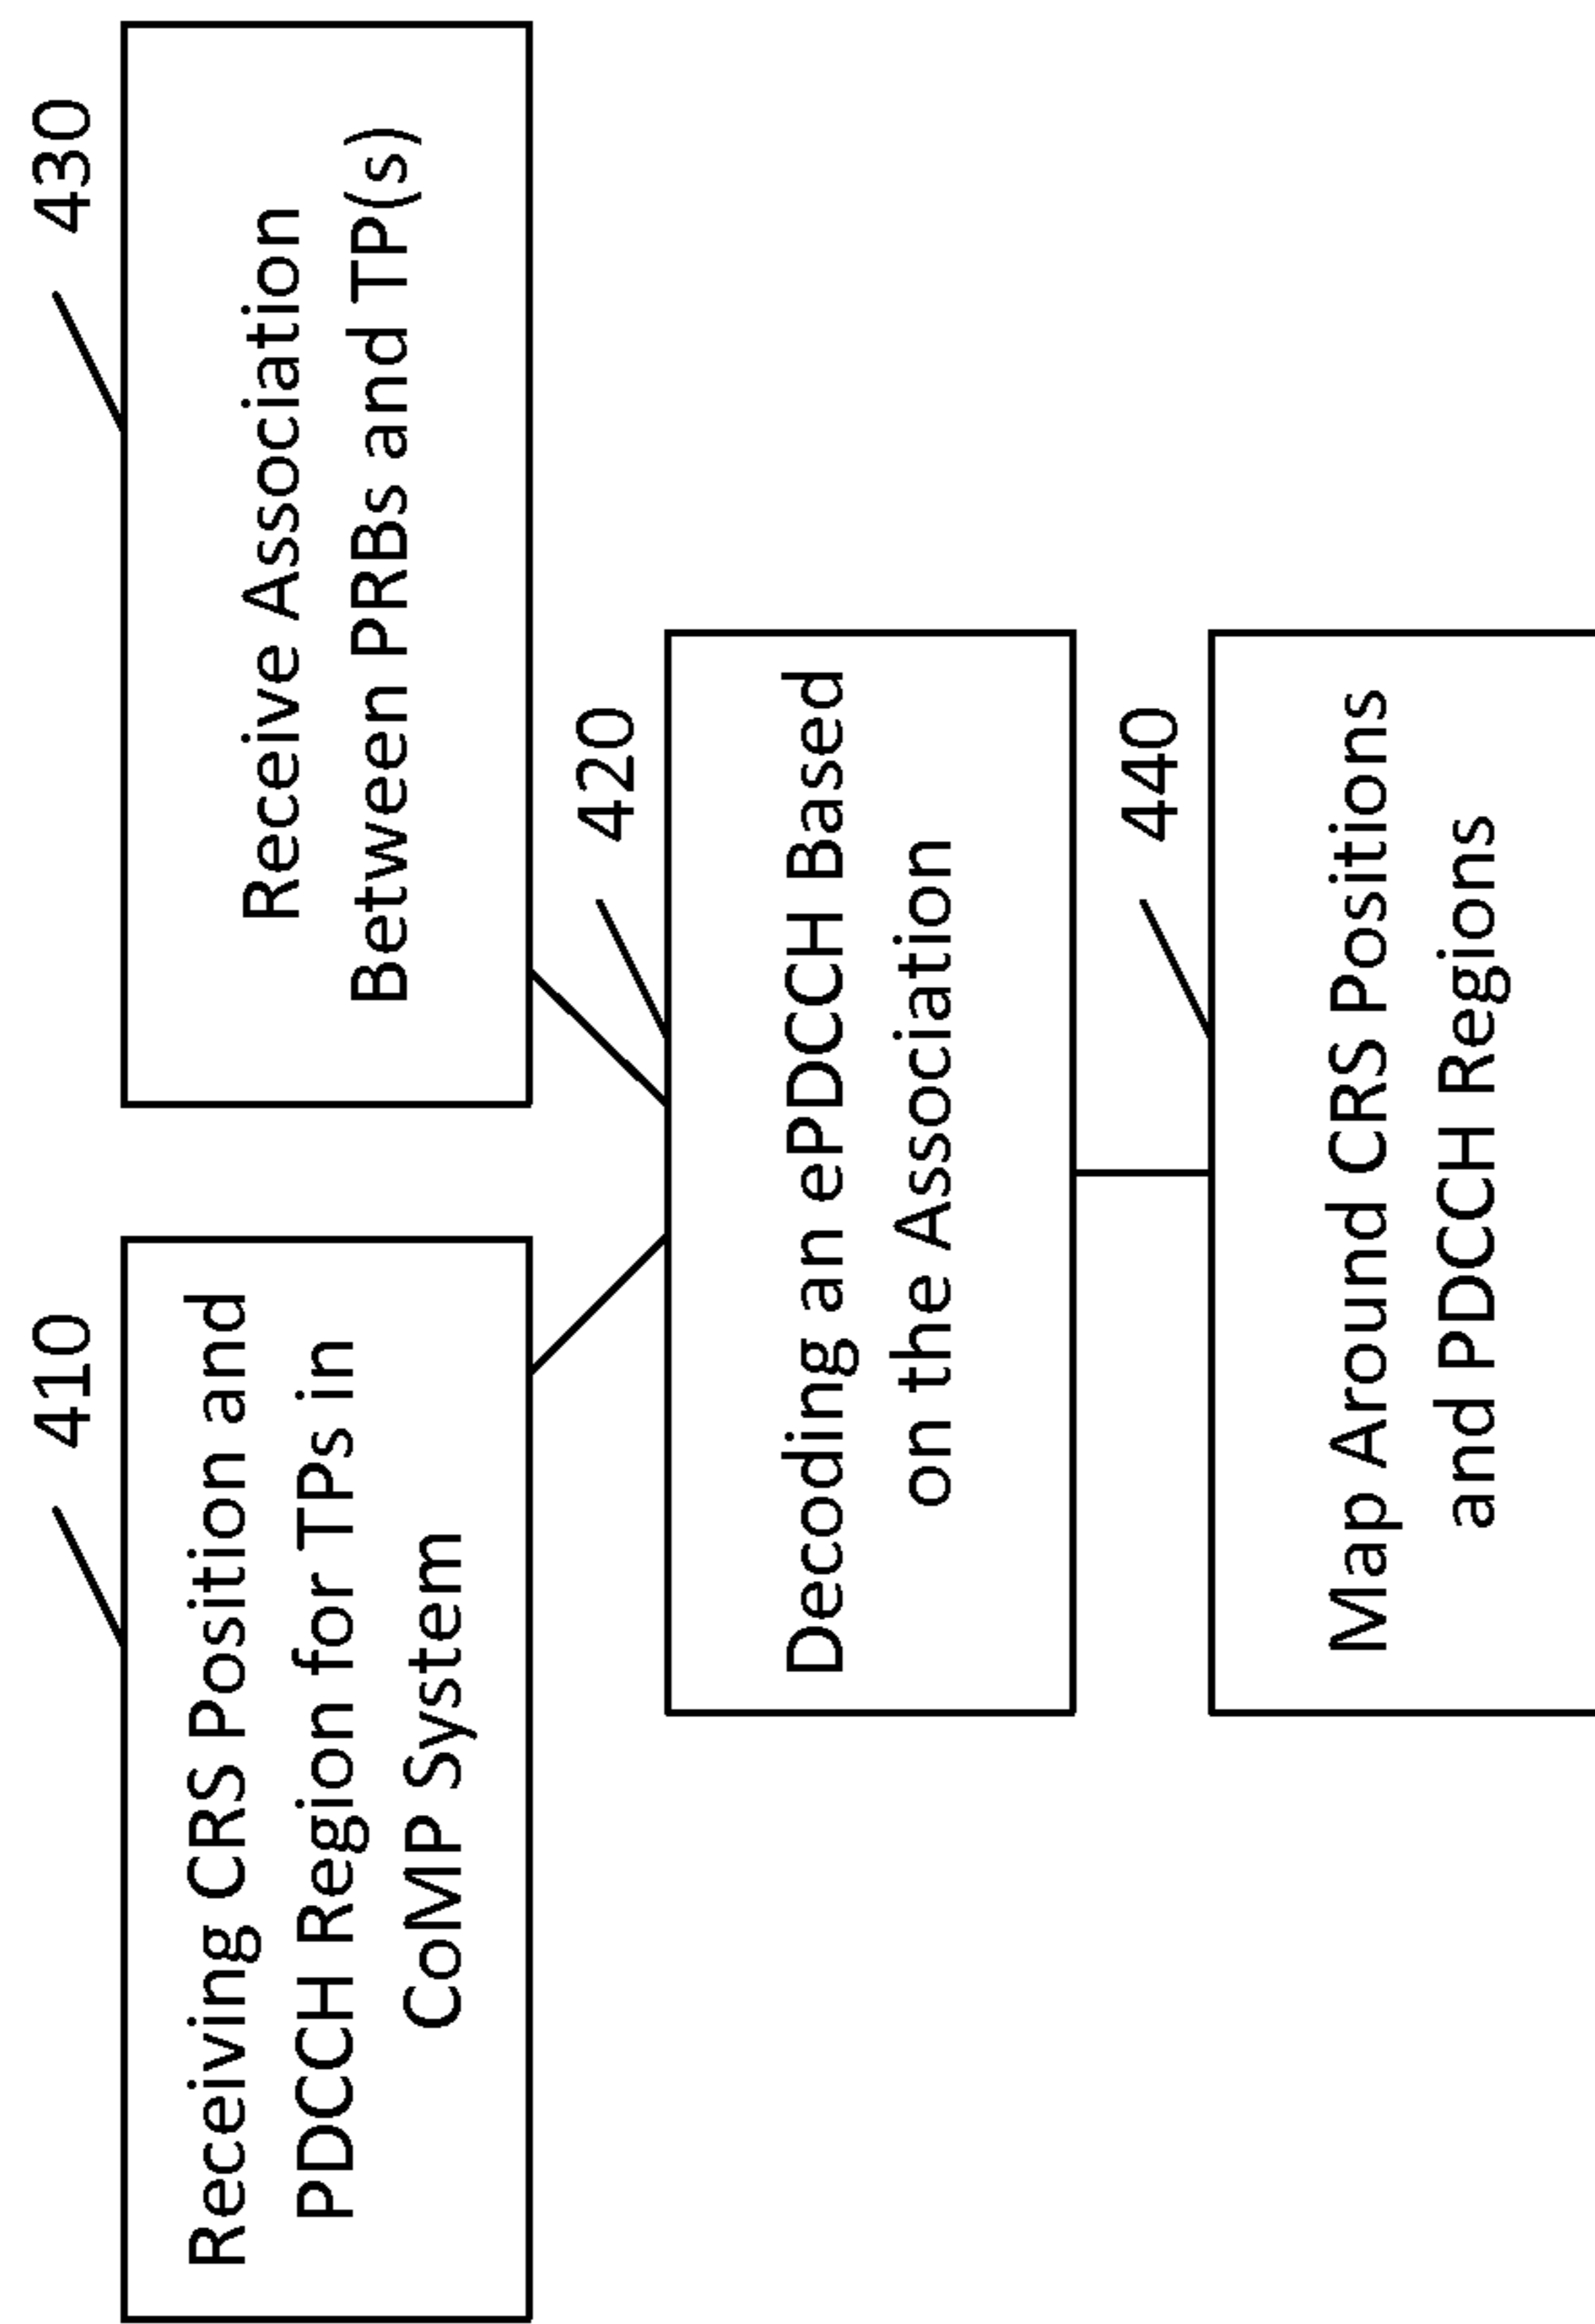 410
Receiving CRS Position and
PDCCH Region for TPs in
CoMP System
430
Receive Association
Between PRBs and TP(s)
420
Decoding an ePDCCH Based
on the Association
440
Map Around CRS Positions
and PDCCH Regions